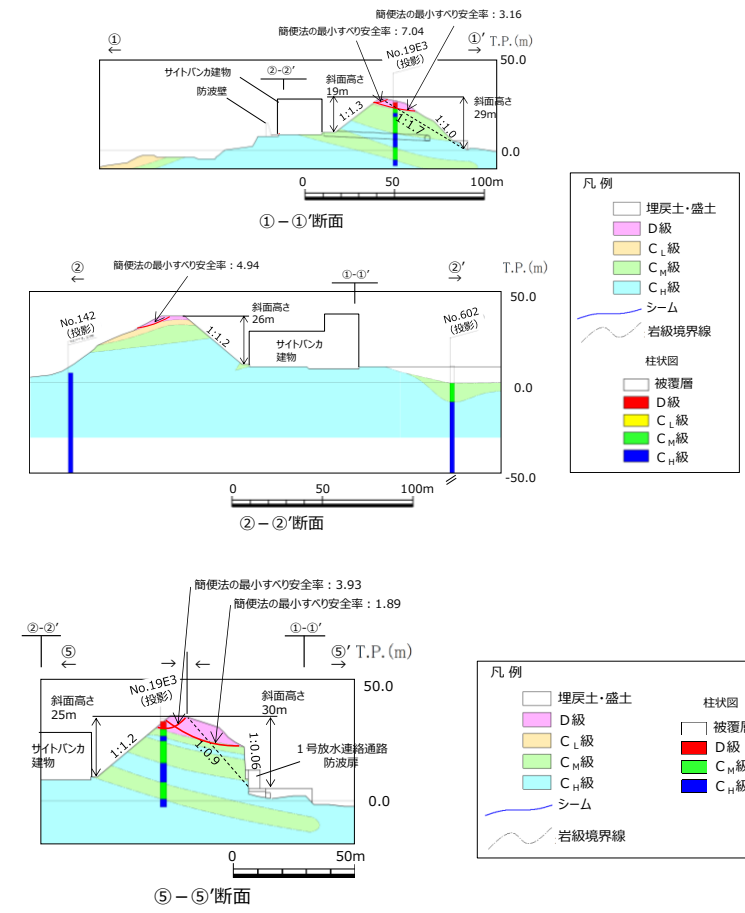 簡便法の最小すべり安全率：3.16
簡便法の最小すべり安全率：7.04
①
①′ T.P.(m)
No.19E3
(投影)
50.0
サイトバンカ建物
②-②′
斜面高さ
19m
防波壁
1:1.3
1:1.7
1:1.0
斜面高さ
29m
0.0
0 50 100m
①－①′断面
凡 例
埋戻土・盛土
D級
CL級
CM級
CH級
シーム
岩級境界線
柱状図
被覆層
D級
CL級
CM級
CH級
②
簡便法の最小すべり安全率：4.94
①-①′
②′
T.P.(m)
50.0
No.142
(投影)
斜面高さ
26m
1:1.2
サイトバンカ
建物
No.602
(投影)
0.0
-50.0
0 50 100m
②－②′断面
簡便法の最小すべり安全率：3.93
簡便法の最小すべり安全率：1.89
②-②′
①-①′
⑤
⑤′ T.P.(m)
No.19E3
(投影)
50.0
斜面高さ
25m
斜面高さ
30m
サイトバンカ
建物
1:1.2
1:0.9
1:0.06
１号放水連絡通路
防波扉
0.0
0 50m
⑤－⑤′断面
凡 例
埋戻土・盛土
D級
CL級
CM級
CH級
シーム
岩級境界線
柱状図
被覆
D級
CM級
CH級